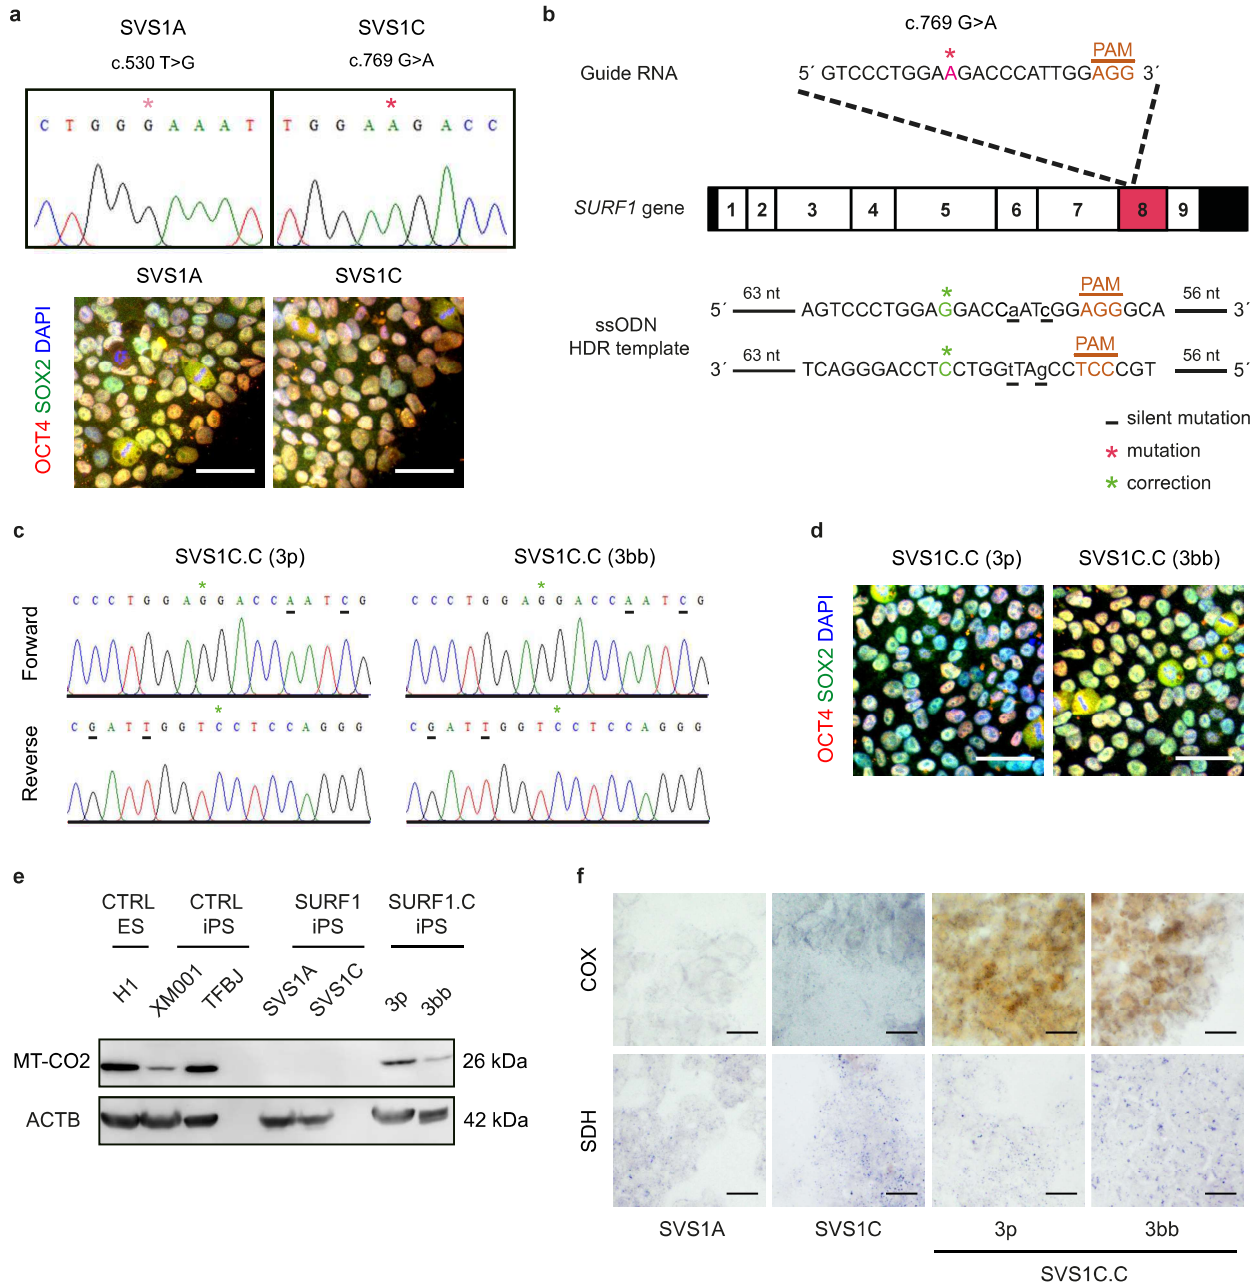 a
SVS1A
SVS1C
c.530 T>G
c.769 G>A
*
*
C T G G G A A A T
T G G A A G A C C
SVS1A
SVS1C
OCT4 SOX2 DAPI
b
c.769 G>A
*
PAM
Guide RNA
5´ GTCCCTGGAAGACCCATTGGAGG 3´
SURF1 gene
1 2 3 4 5 6 7 8 9
ssODN
HDR template
*
PAM
5´ 63 nt AGTCCCTGGAGGACCaATcGGAGGGCA 56 nt 3´
*
PAM
3´ 63 nt TCAGGGACCTCCTGGtTAgCCTCCCGT 56 nt 5´
silent mutation
* mutation
* correction
c
SVS1C.C (3p)
SVS1C.C (3bb)
Forward
*
*
C C C T G G A G G A C C A A T C G
C C C T G G A G G A C C A A T C G
Reverse
*
*
C G A T T G G T C C T C C A G G G
C G A T T G G T C C T C C A G G G
d
SVS1C.C (3p)
SVS1C.C (3bb)
OCT4 SOX2 DAPI
e
CTRL ES
CTRL iPS
SURF1 iPS
SURF1.C iPS
H1
XM001
TFBJ
SVS1A
SVS1C
3p
3bb
MT-CO2
26 kDa
ACTB
42 kDa
f
COX
SDH
SVS1A
SVS1C
3p
3bb
SVS1C.C